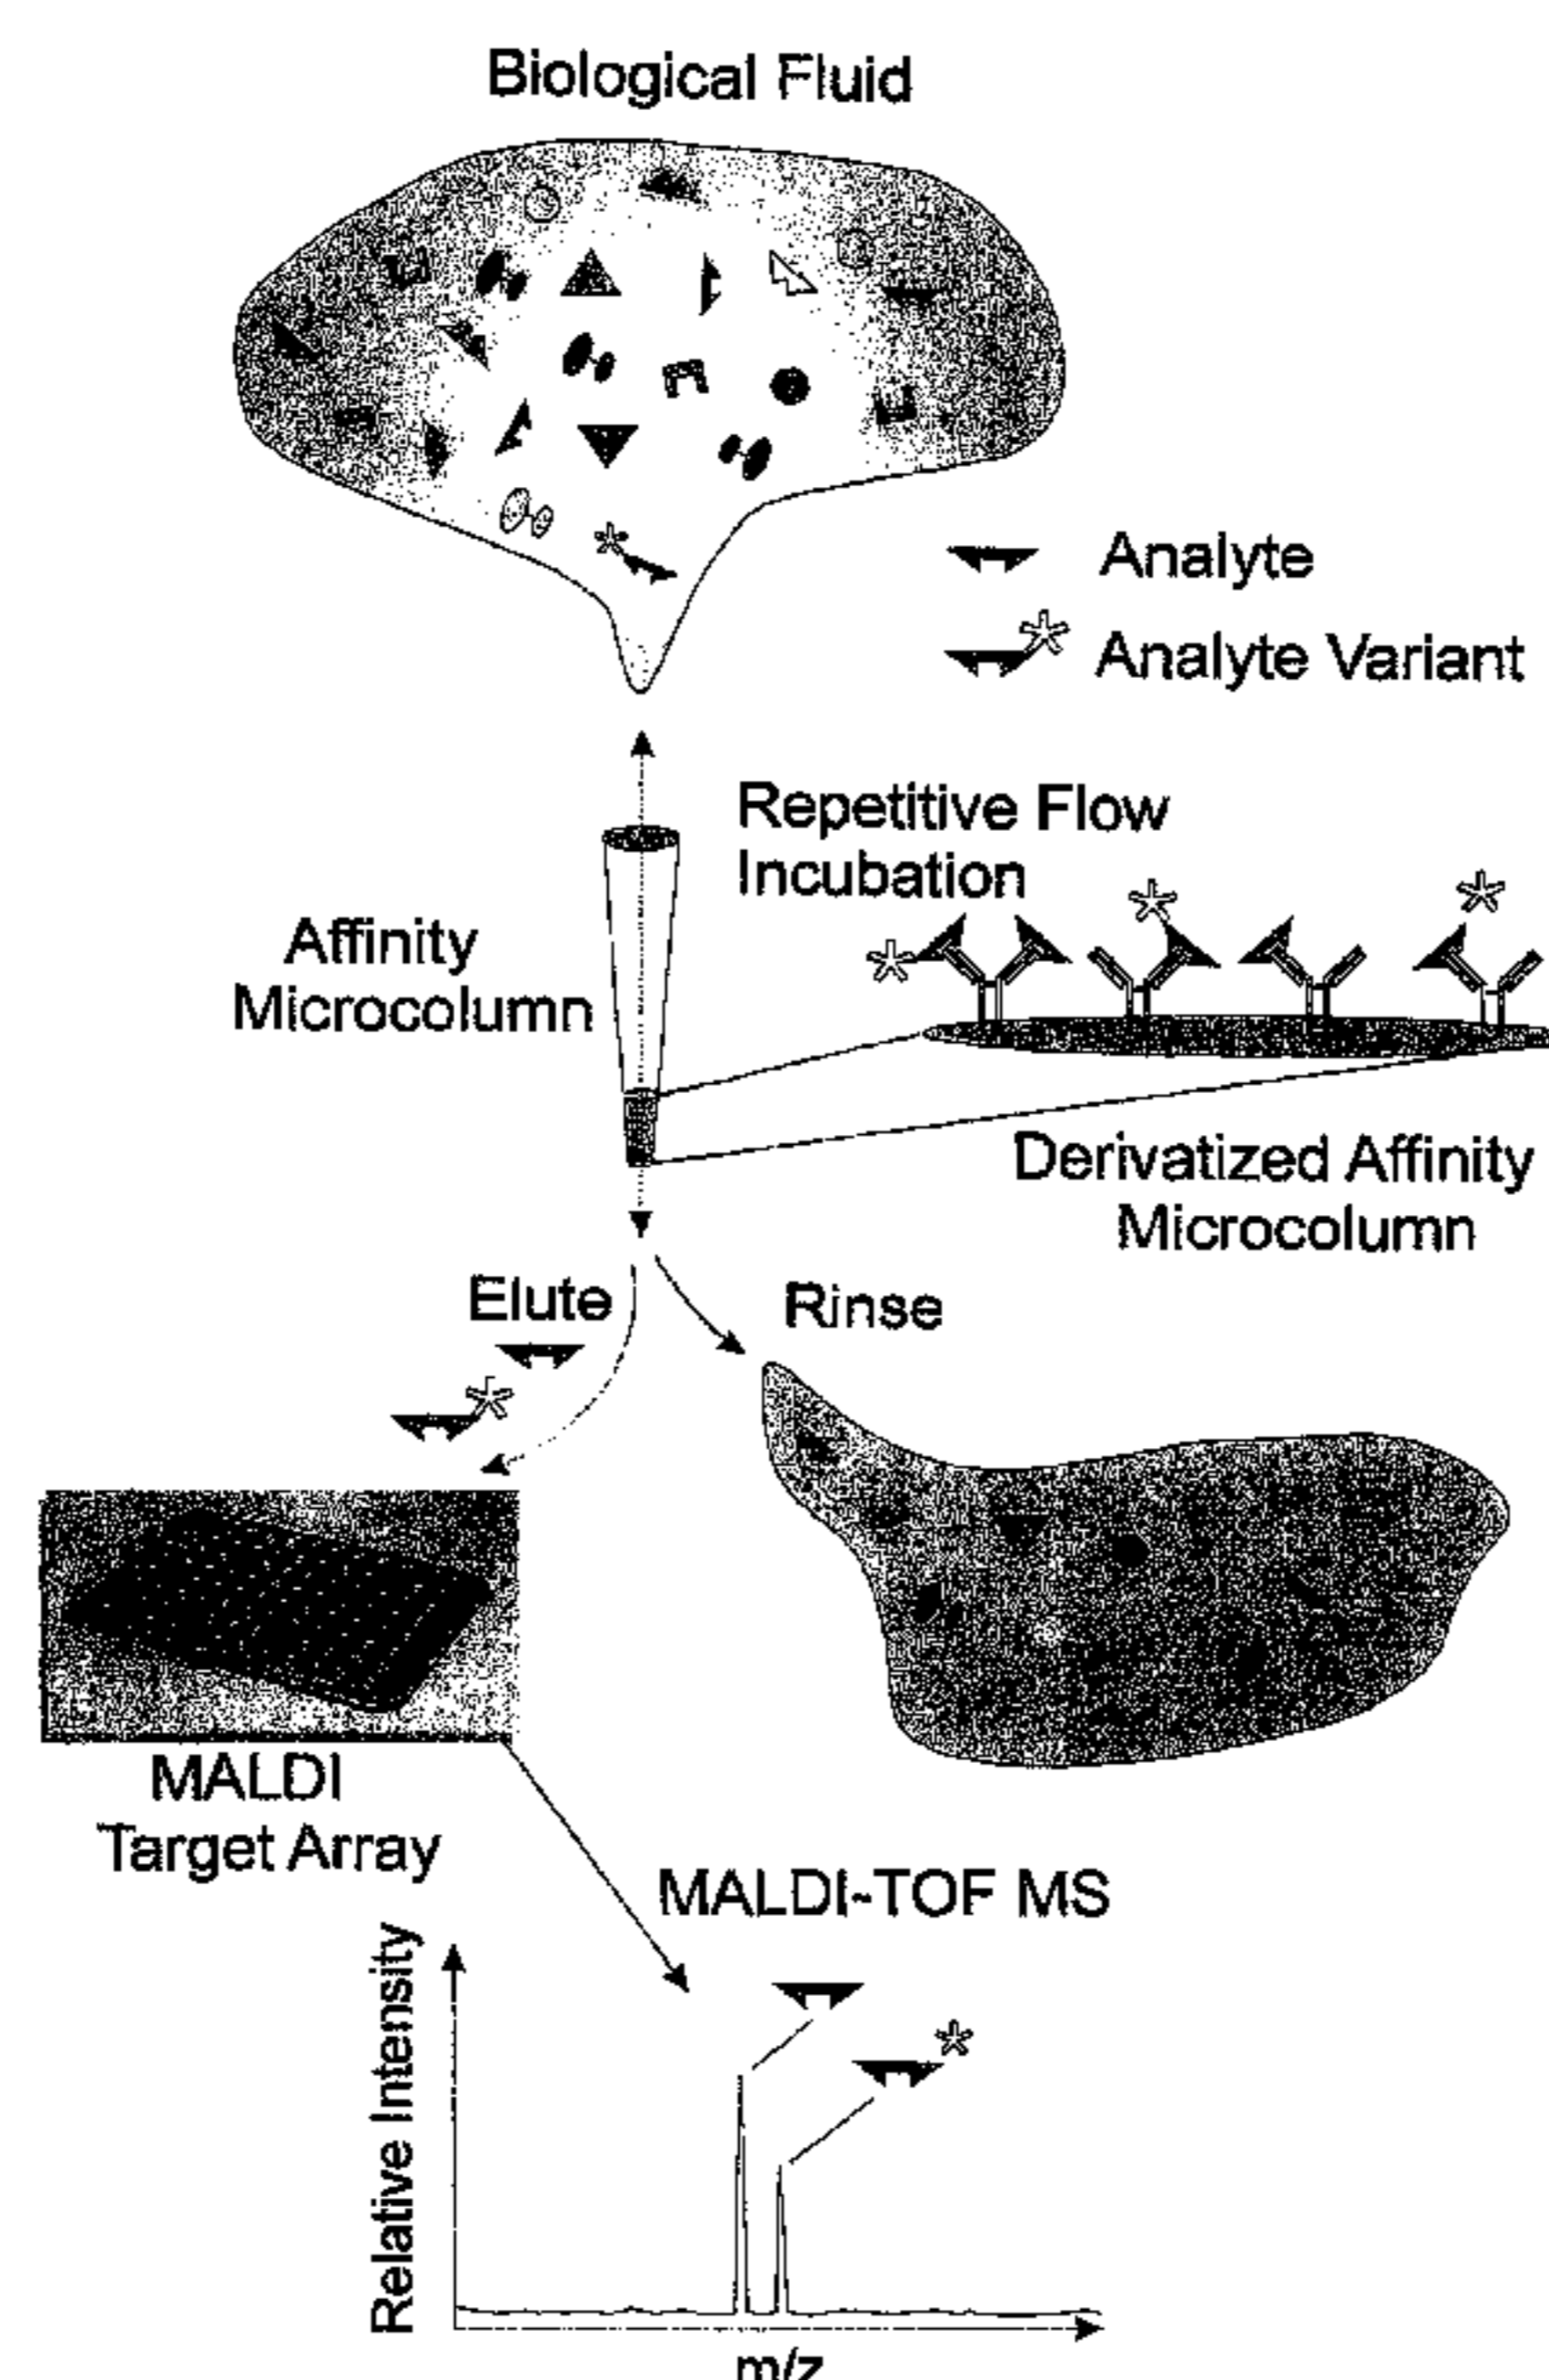 Biological Fluid
Analyte
Analyte Variant
Repetitive Flow
Incubation
Affinity
Microcolumn
Derivatized Affinity
Microcolumn
Elute
Rinse
MALDI
Target Array
MALDI-TOF MS
Relative Intensity
m/z